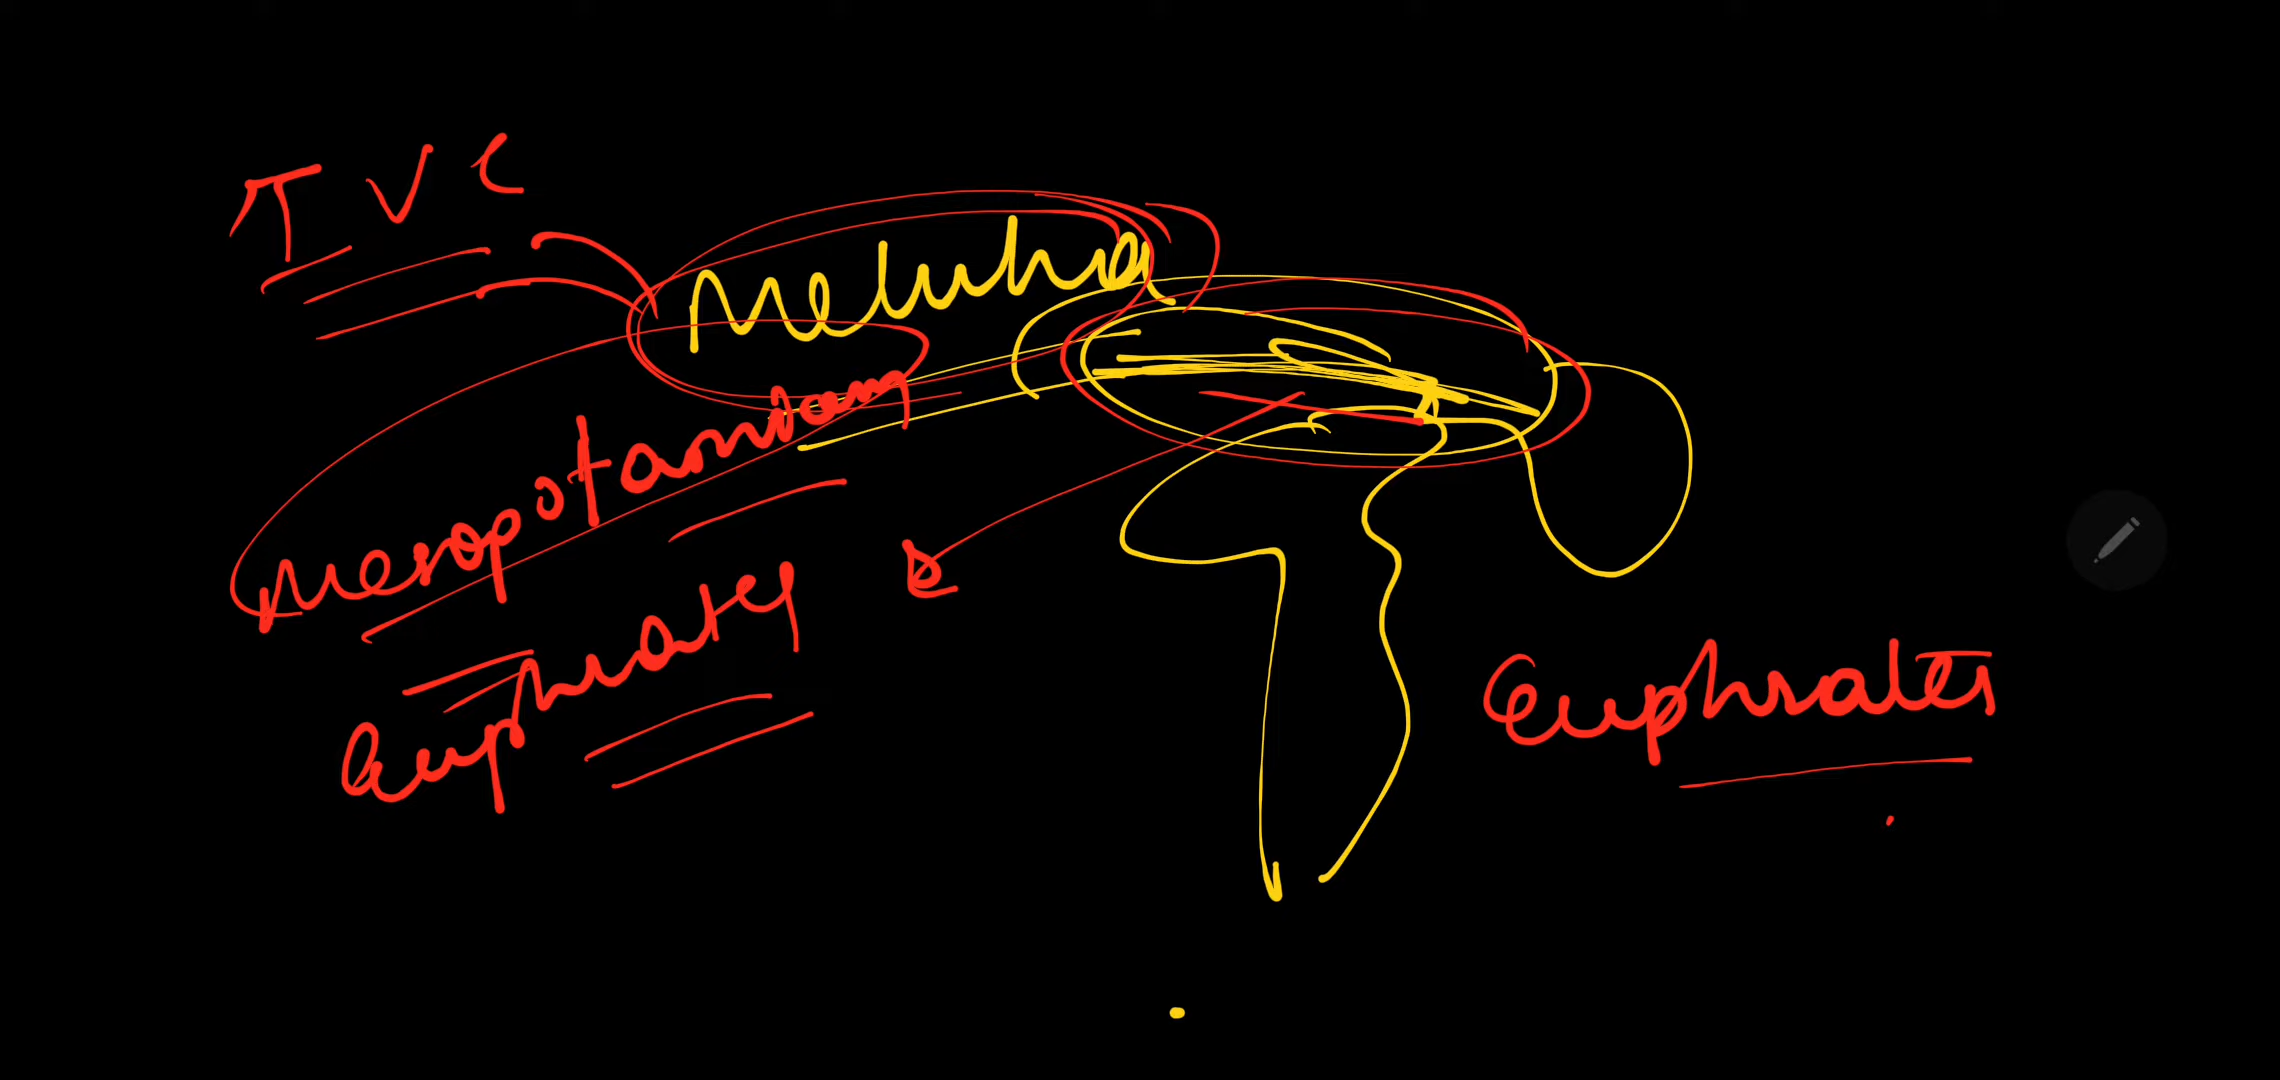 IVC
Meluha
Mesopotamian
Euphrates
Euphrates